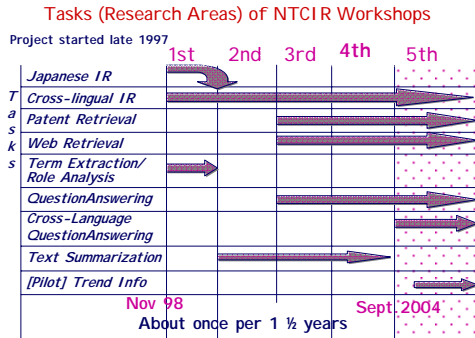 Tasks (Research Areas) of NTCIR Workshops
Project started late 1997
1st 2nd 3rd 4th 5th
Tasks
Japanese IR
Cross-lingual IR
Patent Retrieval
Web Retrieval
Term Extraction/
Role Analysis
QuestionAnswering
Cross-Language
QuestionAnswering
Text Summarization
[Pilot] Trend Info
Nov 98 Sept.2004
About once per 1 ½ years